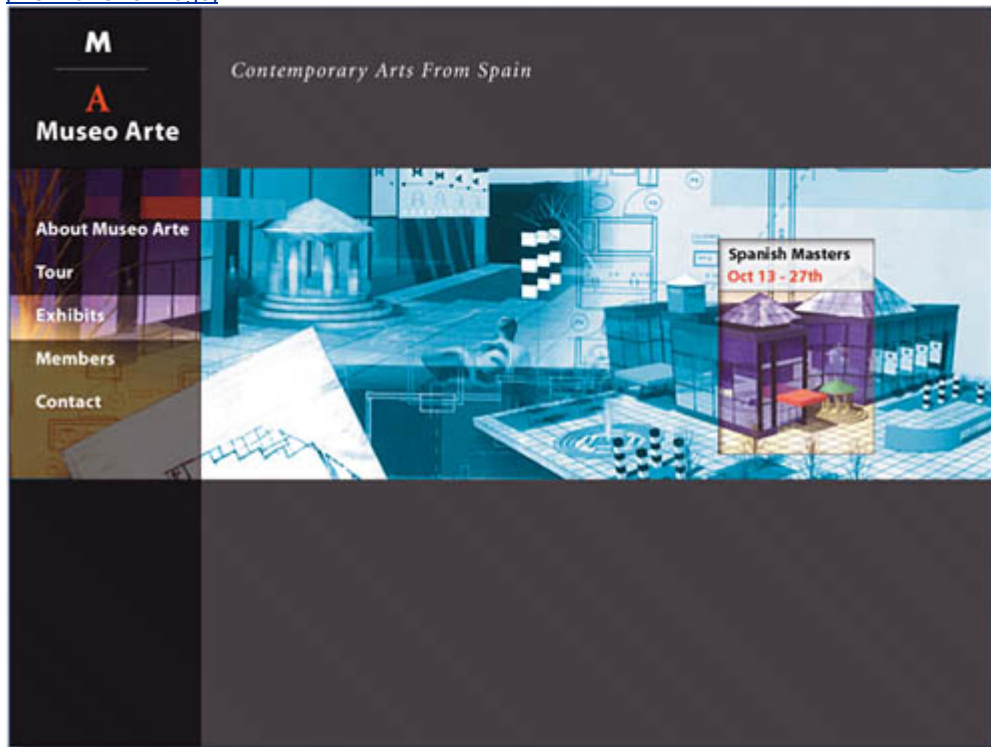 M
A
Museo Arte
Contemporary Arts From Spain
About Museo Arte
Tour
Exhibits
Members
Contact
Spanish Masters
Oct 13 - 27th